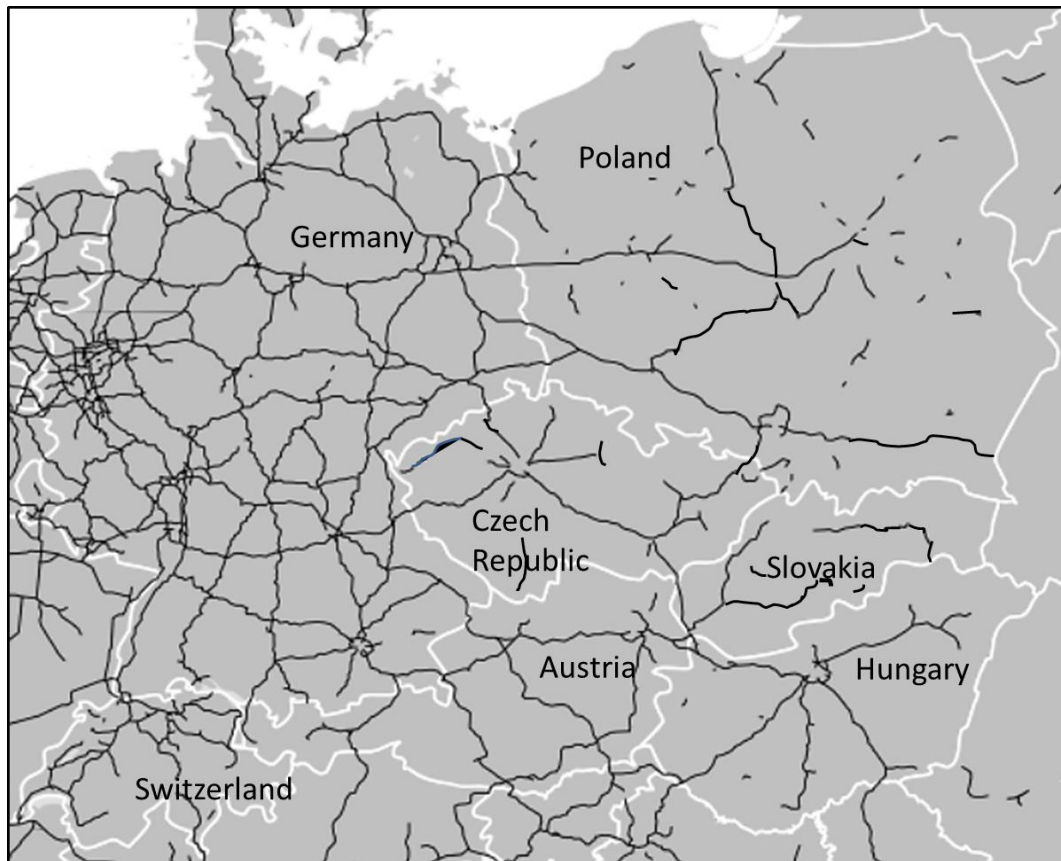 Poland
Germany
Czech
Republic
Slovakia
Austria
Hungary
Switzerland